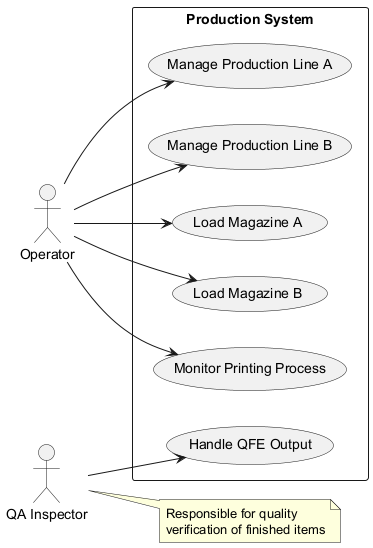 Production System
Manage Production Line A
Manage Production Line B
Load Magazine A
Operator
Load Magazine B
Monitor Printing Process
Handle QFE Output
QA Inspector
Responsible for quality
verification of finished items